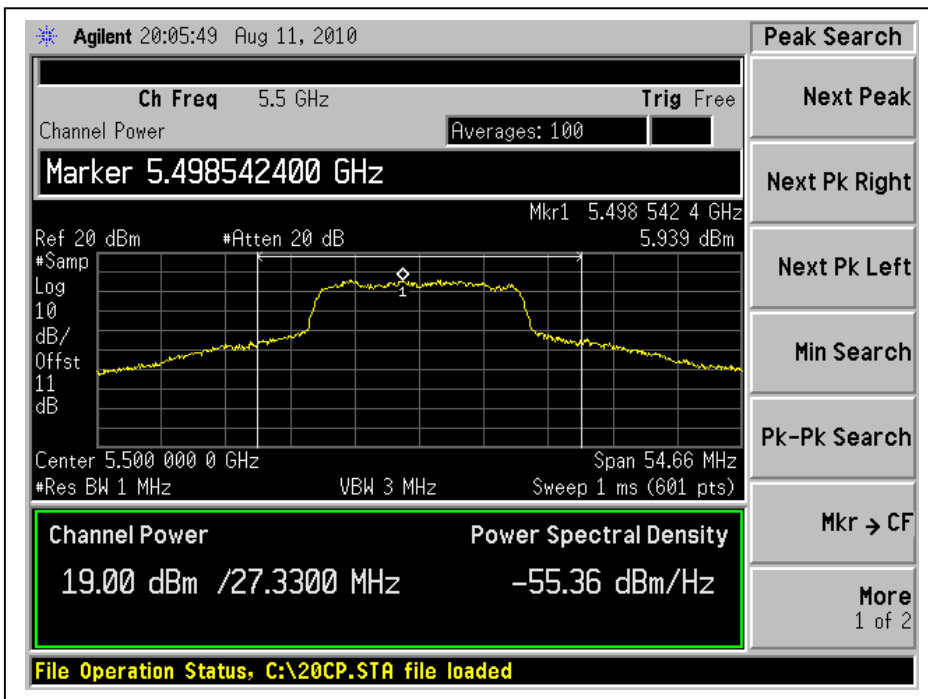 Agilent 20:05:49 Aug 11, 2010
Peak Search
Ch Freq 5.5 GHz Trig Free
Channel Power Averages: 100
Marker 5.498542400 GHz
Mkr1 5.498 542 4 GHz
Ref 20 dBm #Atten 20 dB 5.939 dBm
#Samp
Log
10
dB/
Offst
11
dB
1
Center 5.500 000 0 GHz Span 54.66 MHz
#Res BW 1 MHz VBW 3 MHz Sweep 1 ms (601 pts)
Channel Power Power Spectral Density
19.00 dBm /27.3300 MHz -55.36 dBm/Hz
File Operation Status, C:\20CP.STA file loaded
Next Peak
Next Pk Right
Next Pk Left
Min Search
Pk-Pk Search
Mkr → CF
More
1 of 2